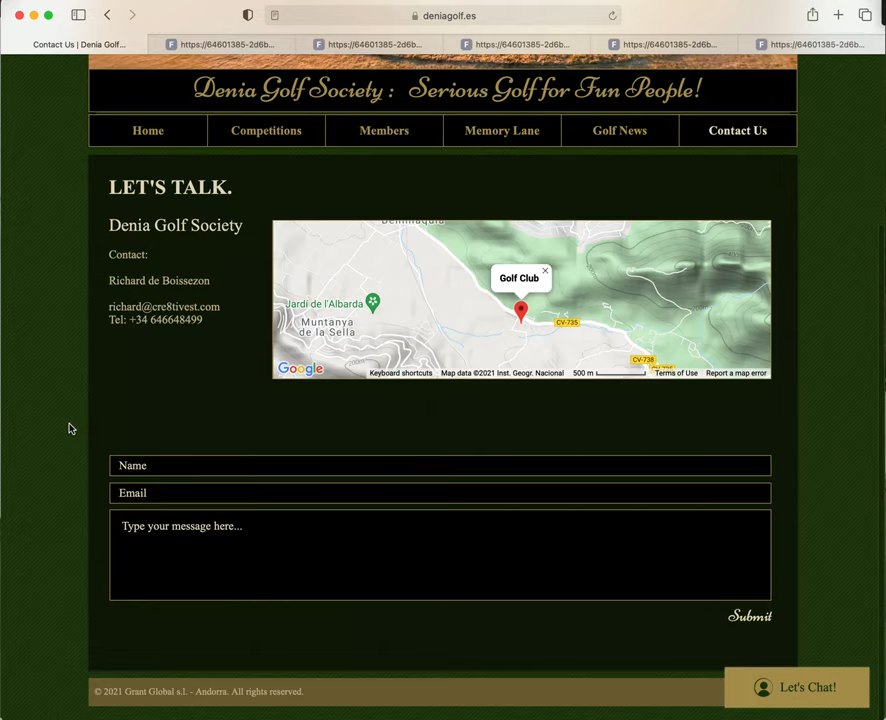 deniagolf.es
Contact Us | Denia Golf...
https://64601385-2d6b...
https://64601385-2d6b...
https://64601385-2d6b...
https://64601385-2d6b...
https://64601385-2d6b...
Denia Golf Society : Serious Golf for Fun People!
Home
Competitions
Members
Memory Lane
Golf News
Contact Us
LET'S TALK.
Denia Golf Society
Contact:
Richard de Boissezon
richard@cre8tivest.com
Tel: +34 646648499
Golf Club
Jardí de l'Albarda
Muntanya
de la Sella
CV-735
CV-738
200m
Google
Keyboard shortcuts
Map data ©2021 Inst. Geogr. Nacional
500 m
Terms of Use
Report a map error
Name
Email
Type your message here...
Submit
© 2021 Grant Global s.l. - Andorra. All rights reserved.
Let's Chat!